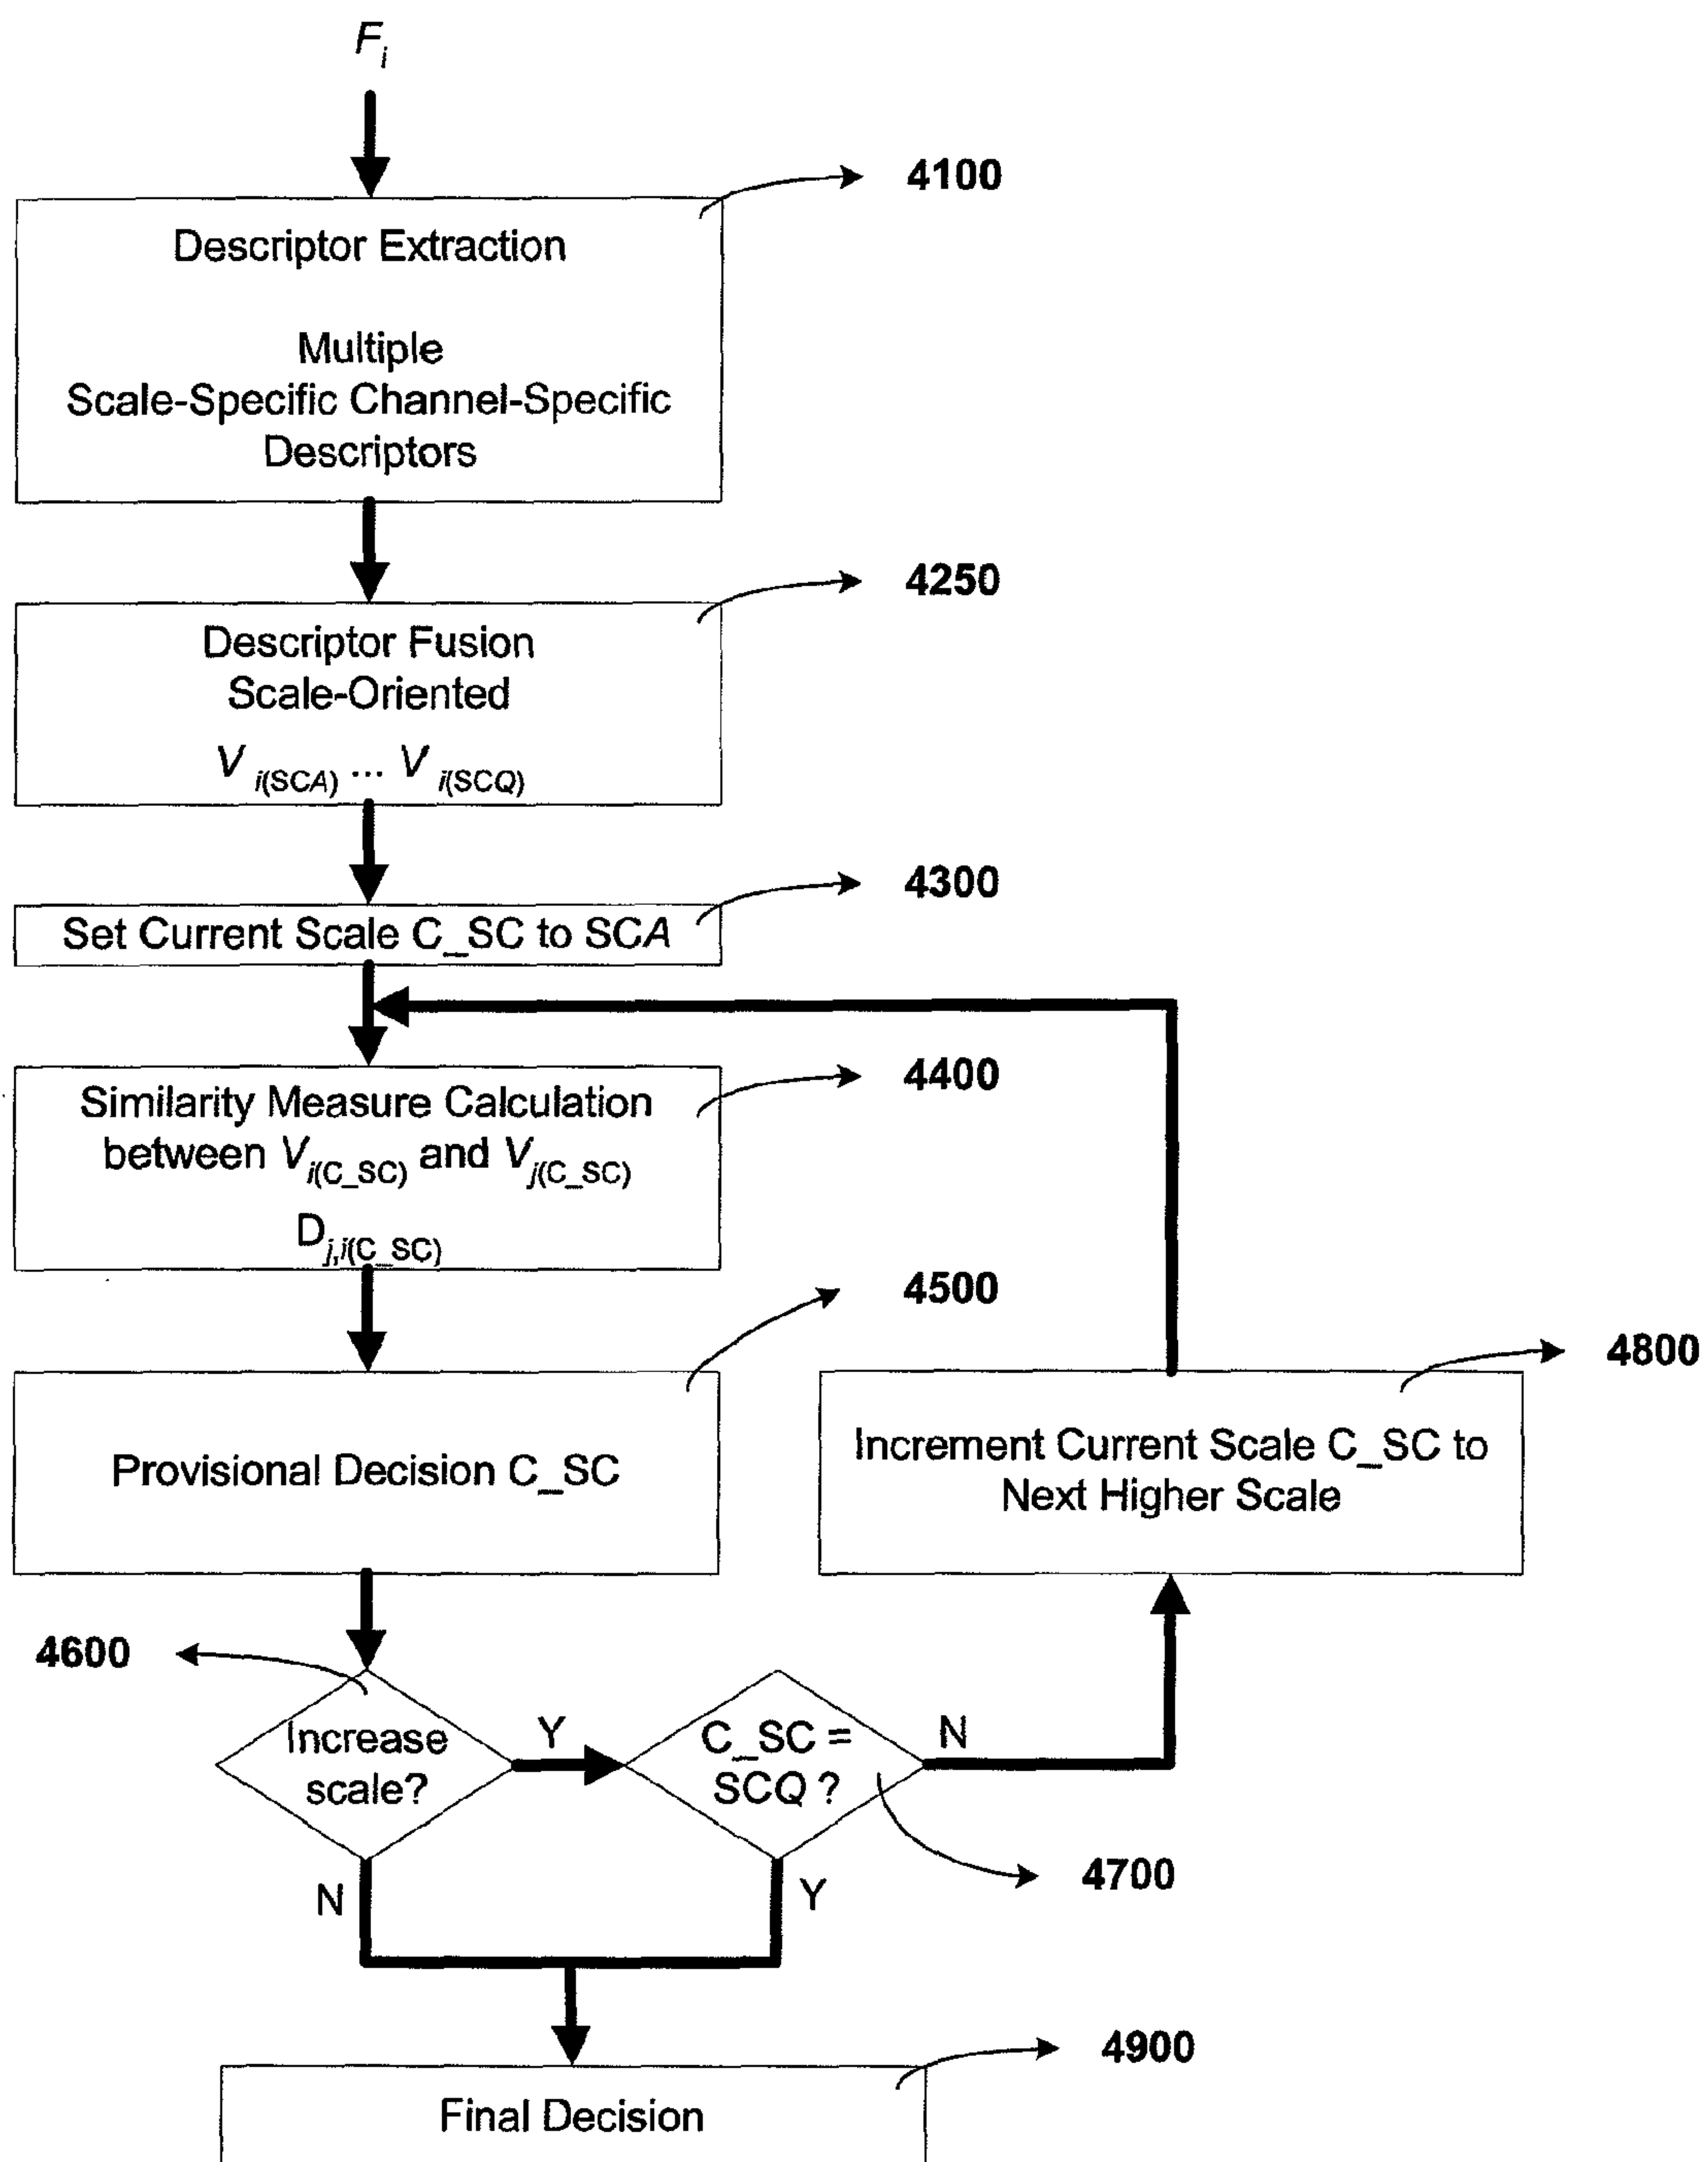 F i
4100
Descriptor Extraction
Multiple
Scale-Specific Channel-Specific
Descriptors
4250
Descriptor Fusion
Scale-Oriented
V i(SCA) ... V i(SCQ)
4300
Set Current Scale C_SC to SCA
4400
Similarity Measure Calculation
between V i(C_SC) and V j(C_SC)
D j,i(C_SC)
4500
4800
Provisional Decision C_SC
Increment Current Scale C_SC to
Next Higher Scale
4600
Increase
scale?
Y
C_SC =
SCQ ?
N
4700
N
Y
4900
Final Decision